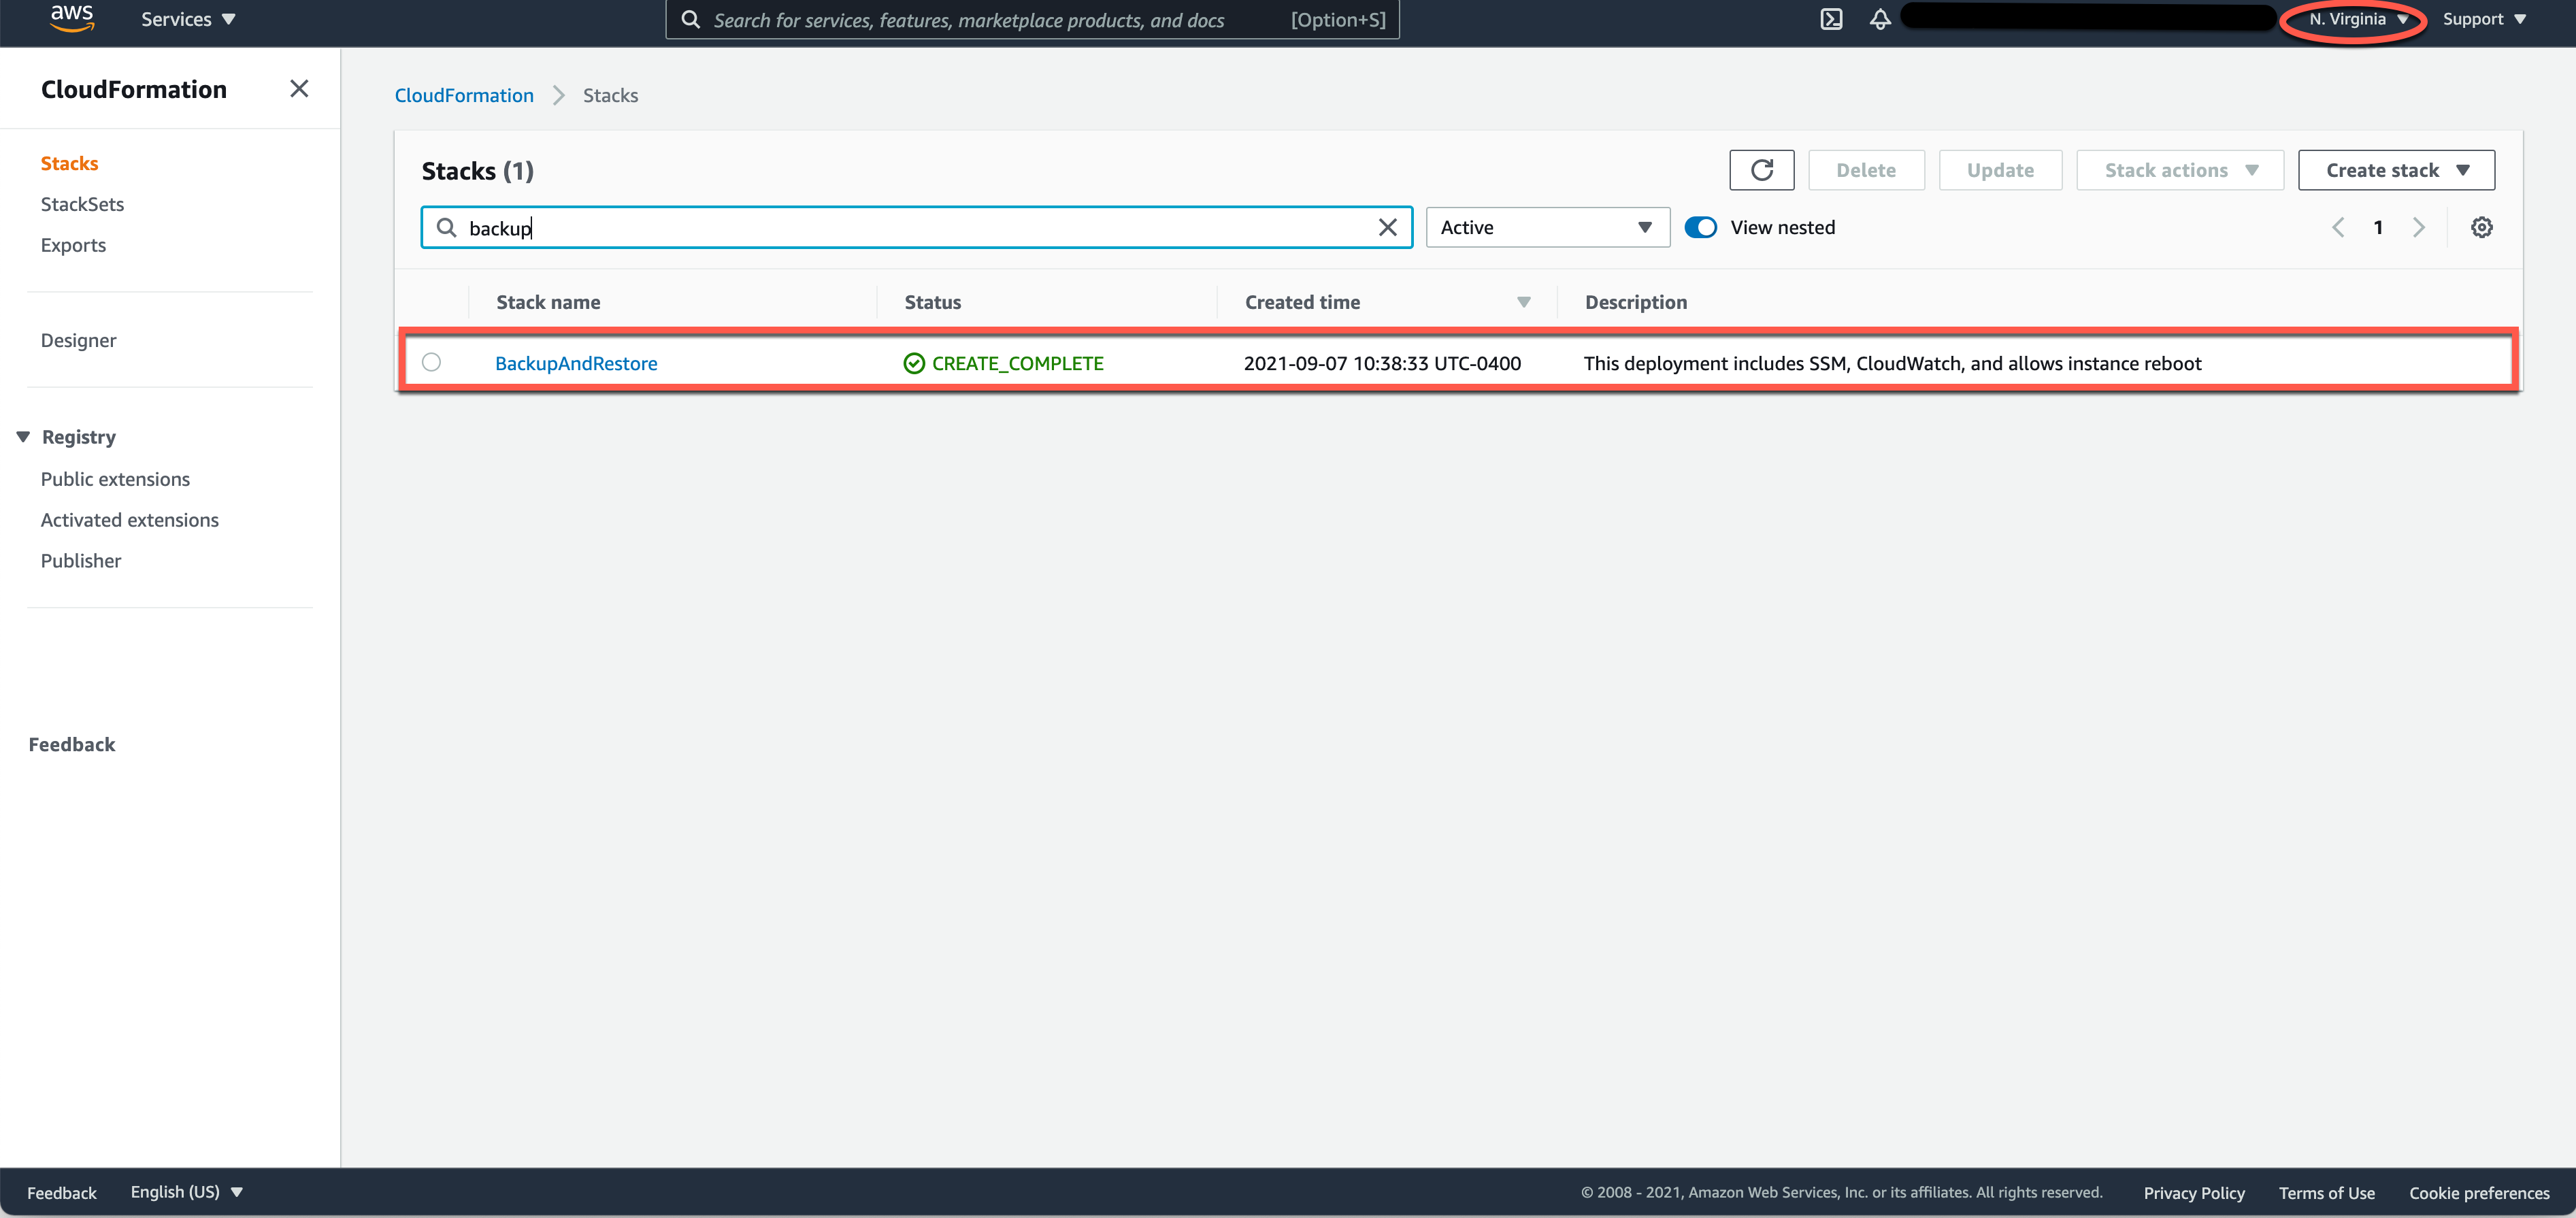 aws Services Search for services, features, marketplace products, and docs [Option+S] N. Virginia Support
CloudFormation
Stacks
StackSets
Exports
Designer
Registry
Public extensions
Activated extensions
Publisher
Feedback
CloudFormation Stacks
Stacks (1) Delete Update Stack actions Create stack
backup Active View nested 1
Stack name Status Created time Description
BackupAndRestore CREATE_COMPLETE 2021-09-07 10:38:33 UTC-0400 This deployment includes SSM, CloudWatch, and allows instance reboot
Feedback English (US) © 2008 - 2021, Amazon Web Services, Inc. or its affiliates. All rights reserved. Privacy Policy Terms of Use Cookie preferences